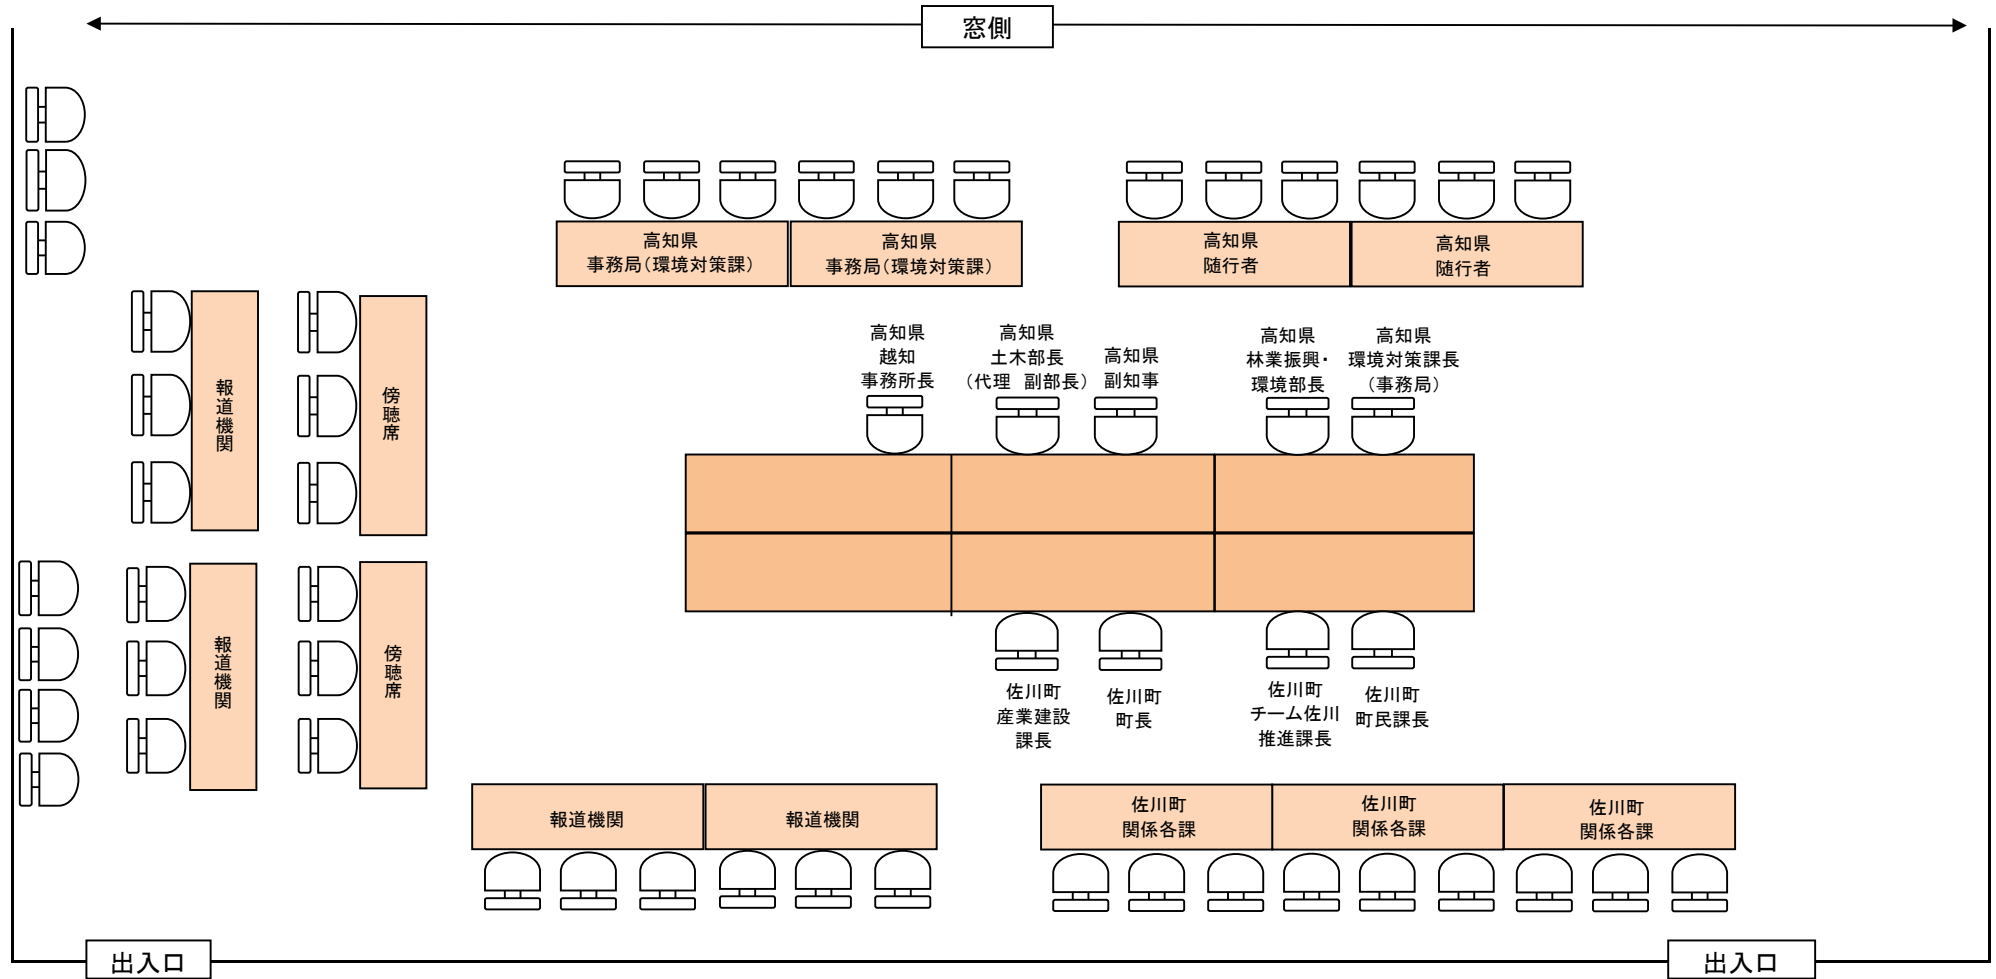 窓側
高知県
事務局（環境対策課）
高知県
事務局（環境対策課）
高知県
随行者
高知県
随行者
高知県
越知
事務所長
高知県
土木部長
（代理　副部長）
高知県
副知事
高知県
林業振興・
環境部長
高知県
環境対策課長
（事務局）
報道機関
傍聴席
報道機関
傍聴席
佐川町
産業建設
課長
佐川町
町長
佐川町
チーム佐川
推進課長
佐川町
町民課長
報道機関
報道機関
佐川町
関係各課
佐川町
関係各課
佐川町
関係各課
出入口
出入口